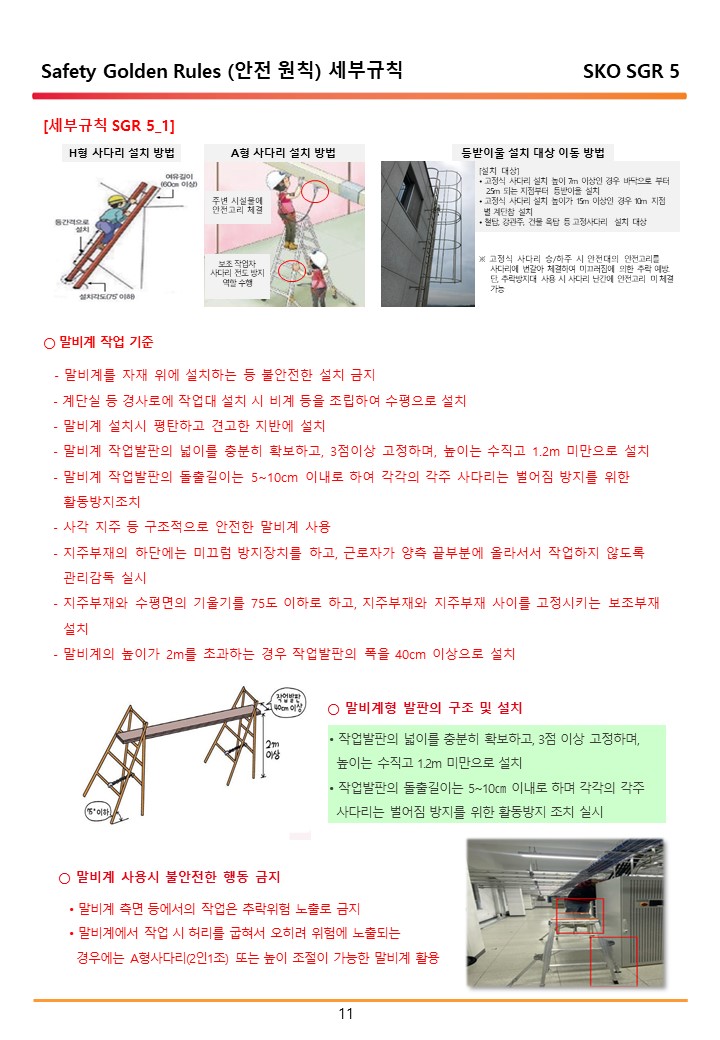 Safety Golden Rules (안전 원칙) 세부규칙
SKO SGR 5
[세부규칙 SGR 5_1]
H형 사다리 설치 방법
A형 사다리 설치 방법
등받이울 설치 대상 이동 방법
여유길이
(60cm 이상)
등간격으로
설치
설치각도(75˚이하)
주변 시설물에
안전고리 체결
보조 작업자
사다리 전도 방지
역할 수행
[설치 대상]
• 고정식 사다리 설치 높이 7m 이상인 경우 바닥으로 부터
2.5m 되는 지점부터 등받이울 설치
• 고정식 사다리 설치 높이가 15m 이상인 경우 10m 지점
별 계단참 설치
• 철탑, 강관주, 건물 옥탑 등 고정사다리 설치 대상
※ 고정식 사다리 승/하주 시 안전대의 안전고리를
사다리에 번갈아 체결하여 미끄러짐에 의한 추락 예방.
단, 추락방지대 사용 시 사다리 난간에 안전고리 미체결
가능
○ 말비계 작업 기준
- 말비계를 자재 위에 설치하는 등 불안전한 설치 금지
- 계단실 등 경사로에 작업대 설치 시 비계 등을 조립하여 수평으로 설치
- 말비계 설치시 평탄하고 견고한 지반에 설치
- 말비계 작업발판의 넓이를 충분히 확보하고, 3점이상 고정하며, 높이는 수직고 1.2m 미만으로 설치
- 말비계 작업발판의 돌출길이는 5~10cm 이내로 하여 각각의 각주 사다리는 벌어짐 방지를 위한
활동방지조치
- 사각 지주 등 구조적으로 안전한 말비계 사용
- 지주부재의 하단에는 미끄럼 방지장치를 하고, 근로자가 양측 끝부분에 올라서서 작업하지 않도록
관리감독 실시
- 지주부재와 수평면의 기울기를 75도 이하로 하고, 지주부재와 지주부재 사이를 고정시키는 보조부재
설치
- 말비계의 높이가 2m를 초과하는 경우 작업발판의 폭을 40cm 이상으로 설치
작업발판
40cm 이상
2m
이상
75° 이하
○ 말비계형 발판의 구조 및 설치
• 작업발판의 넓이를 충분히 확보하고, 3점 이상 고정하며,
높이는 수직고 1.2m 미만으로 설치
• 작업발판의 돌출길이는 5~10㎝ 이내로 하며 각각의 각주
사다리는 벌어짐 방지를 위한 활동방지 조치 실시
○ 말비계 사용시 불안전한 행동 금지
• 말비계 측면 등에서의 작업은 추락위험 노출로 금지
• 말비계에서 작업 시 허리를 굽혀서 오히려 위험에 노출되는
경우에는 A형사다리(2인1조) 또는 높이 조절이 가능한 말비계 활용
11